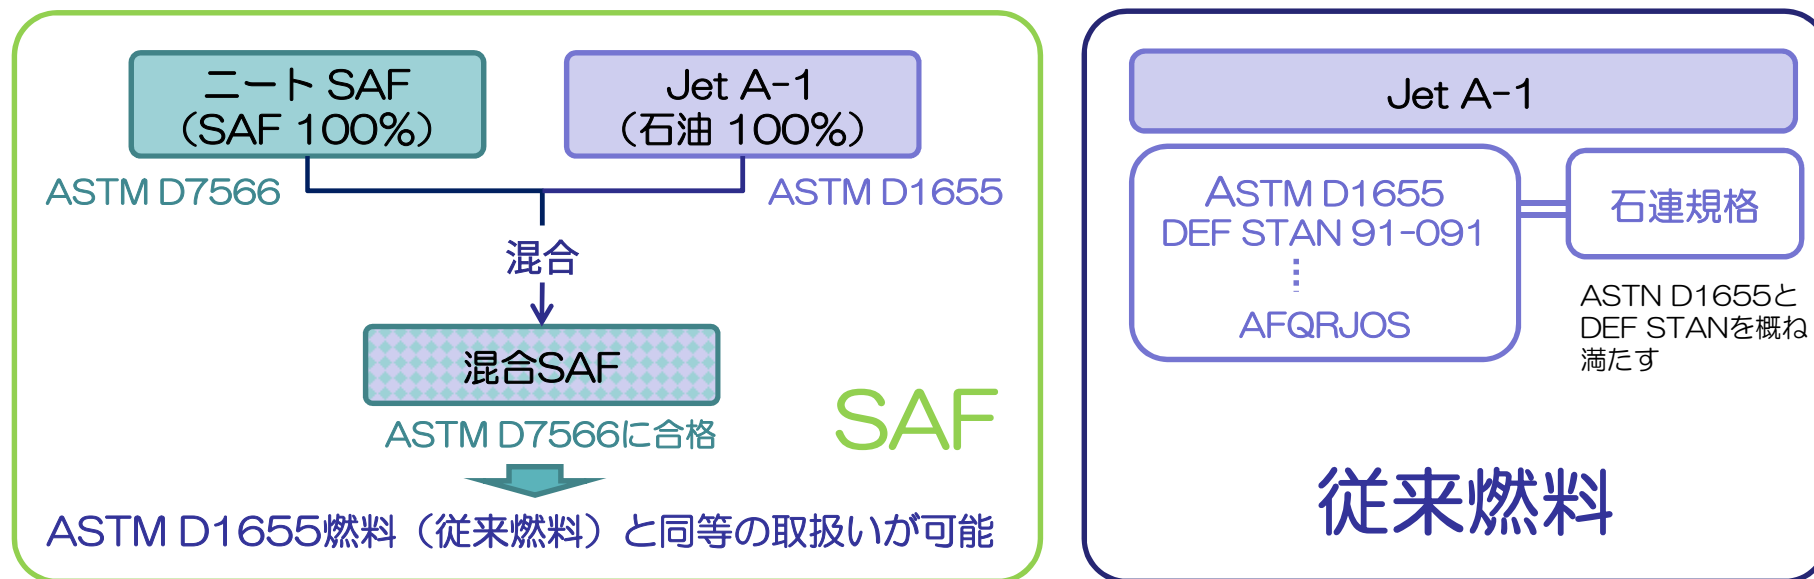 ニート SAF
（SAF 100%）
Jet A-1
（石油 100%）
ASTM D7566
ASTM D1655
混合
混合SAF
ASTM D7566に合格
SAF
ASTM D1655燃料（従来燃料）と同等の取扱いが可能
Jet A-1
ASTM D1655
DEF STAN 91-091
AFQRJOS
石連規格
ASTN D1655と
DEF STANを概ね
満たす
従来燃料